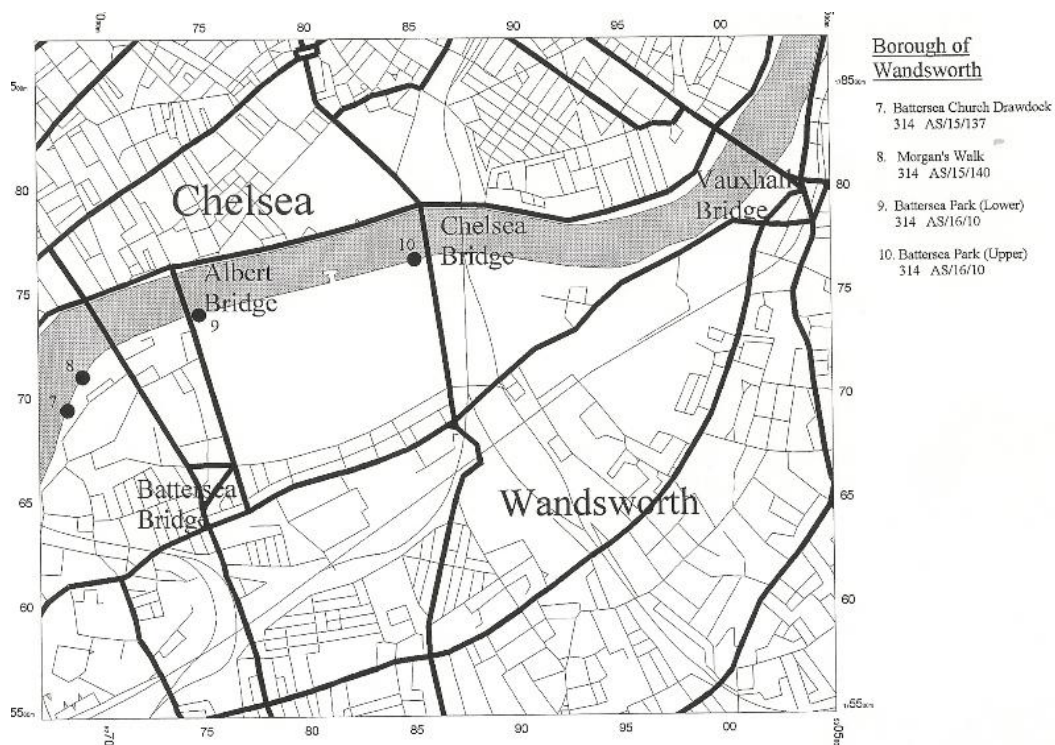 75 80 85 90 95 00
Borough of
Wandsworth
7. Battersea Church Drawdock
314 AS/15/137
8. Morgan's Walk
314 AS/15/140
9. Battersea Park (Lower)
314 AS/16/10
10. Battersea Park (Upper)
314 AS/16/10
80 80
Chelsea
Vauxhall
Bridge
Chelsea
Bridge
10
Albert
Bridge
9
75 75
8
7
70 70
Battersea
Bridge
Wandsworth
65 65
60 60
75 80 85 90 95 00